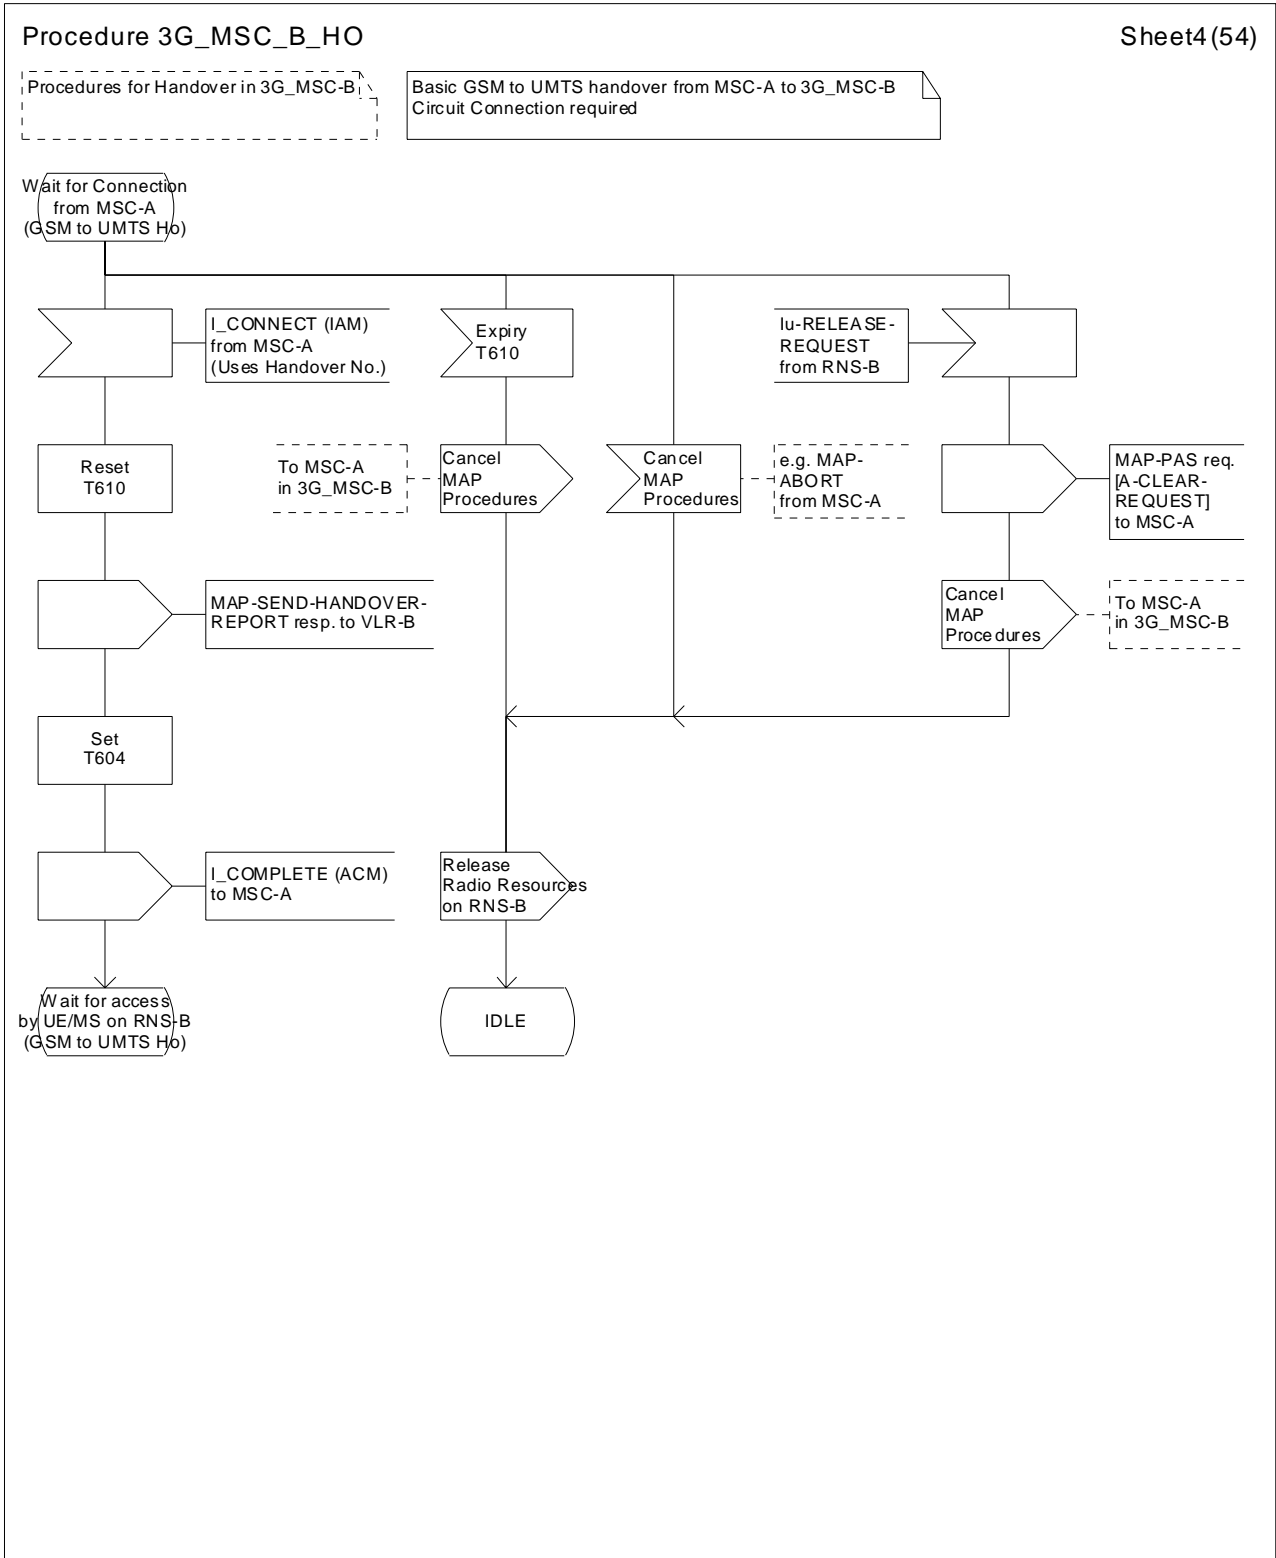 Procedure 3G_MSC_B_HO
Sheet4(54)
Procedures for Handover in 3G_MSC-B
Basic GSM to UMTS handover from MSC-A to 3G_MSC-B
Circuit Connection required
Wait for Connection
from MSC-A
(GSM to UMTS Ho)
I_CONNECT (IAM)
from MSC-A
(Uses Handover No.)
Expiry
T610
Iu-RELEASE-
REQUEST
from RNS-B
Reset
T610
To MSC-A
in 3G_MSC-B
Cancel
MAP
Procedures
Cancel
MAP
Procedures
e.g. MAP-
ABORT
from MSC-A
MAP-PAS req.
[A-CLEAR-
REQUEST]
to MSC-A
MAP-SEND-HANDOVER-
REPORT resp. to VLR-B
Cancel
MAP
Procedures
To MSC-A
in 3G_MSC-B
Set
T604
I_COMPLETE (ACM)
to MSC-A
Release
Radio Resources
on RNS-B
Wait for access
by UE/MS on RNS-B
(GSM to UMTS Ho)
IDLE